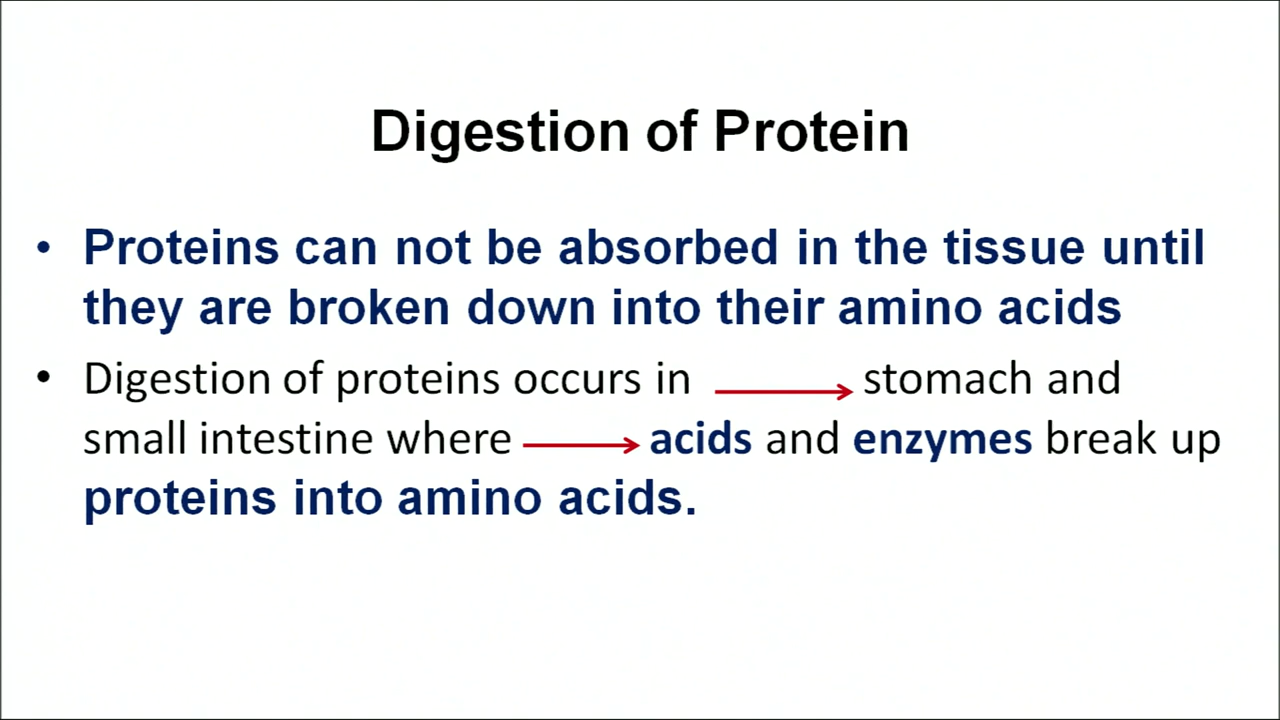 Digestion of Protein
• Proteins can not be absorbed in the tissue until
they are broken down into their amino acids
• Digestion of proteins occurs in → stomach and
small intestine where → acids and enzymes break up
proteins into amino acids.